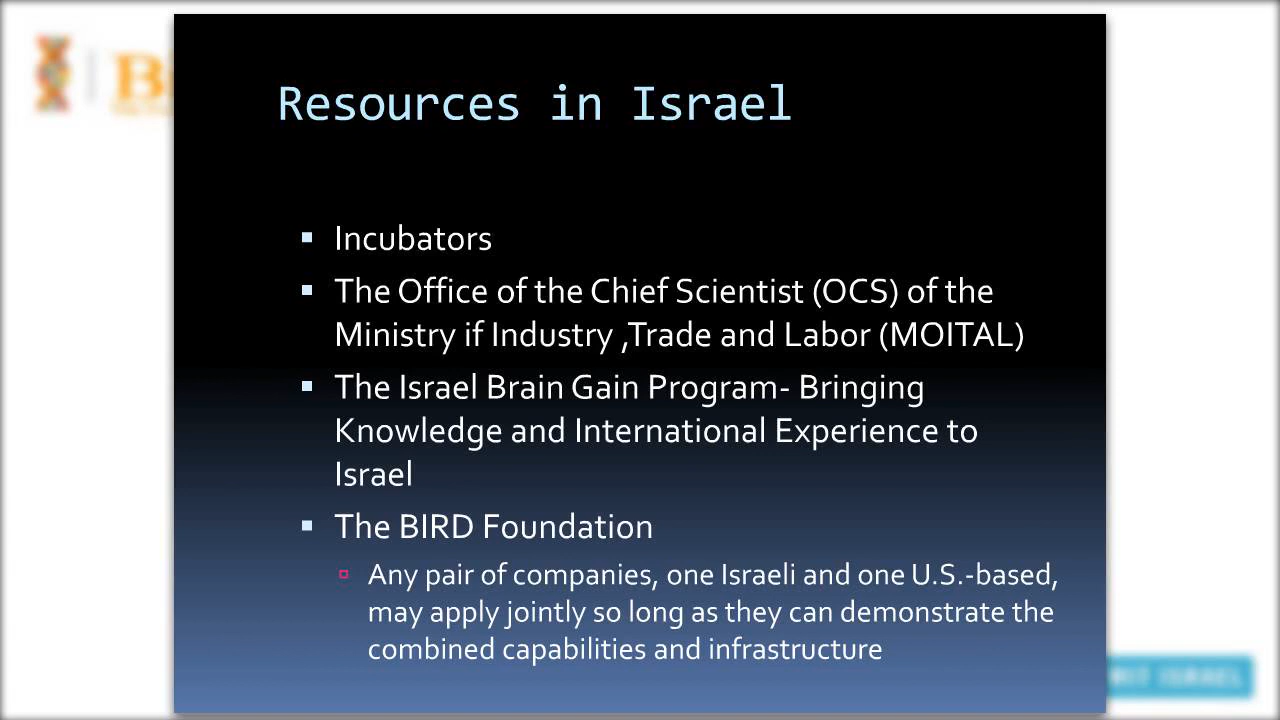 Resources in Israel
Incubators
The Office of the Chief Scientist (OCS) of the
Ministry if Industry ,Trade and Labor (MOITAL)
The Israel Brain Gain Program- Bringing
Knowledge and International Experience to
Israel
The BIRD Foundation
Any pair of companies, one Israeli and one U.S.-based,
may apply jointly so long as they can demonstrate the
combined capabilities and infrastructure
ISRAEL